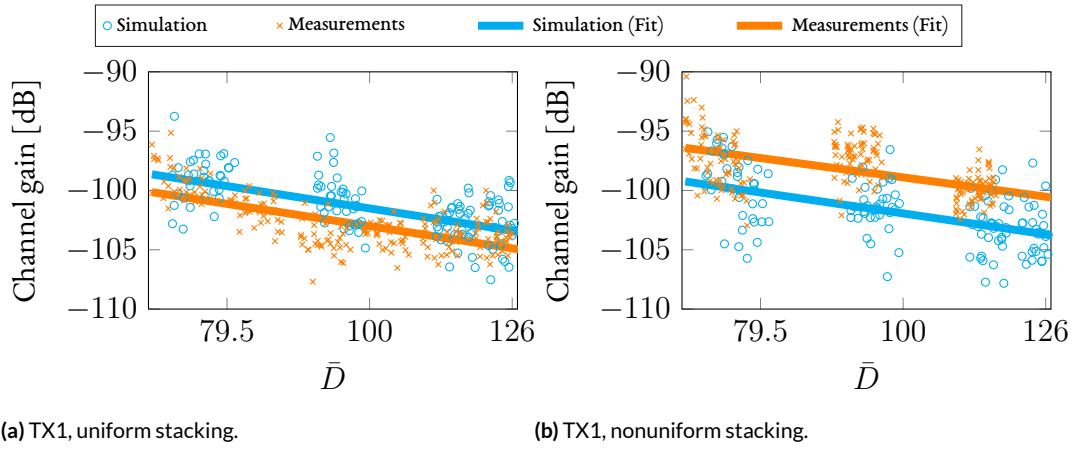 Simulation Measurements Simulation (Fit) Measurements (Fit)
−90
−95
−100
−105
−110
79.5 100 126
Channel gain [dB]
D̄
−90
−95
−100
−105
−110
79.5 100 126
Channel gain [dB]
D̄
(a) TX1, uniform stacking.
(b) TX1, nonuniform stacking.